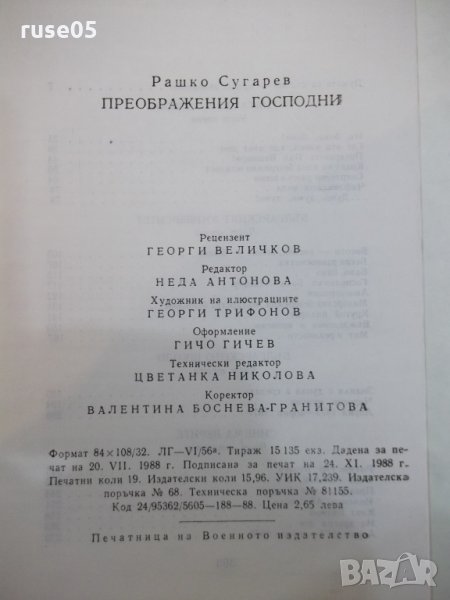 ruse05
Рашко Сугарев
ПРЕОБРАЖЕНИЯ ГОСПОДНИ
Рецензент
ГЕОРГИ ВЕЛИЧКОВ
Редактор
НЕДА АНТОНОВА
Художник на илюстрациите
ГЕОРГИ ТРИФОНОВ
Оформление
ГИЧО ГИЧЕВ
Технически редактор
ЦВЕТАНКА НИКОЛОВА
Коректор
ВАЛЕНТИНА БОСНЕВА-ГРАНИТОВА
Формат 84×108/32. ЛГ—VI/56а. Тираж 15 135 екз. Дадена за пе-
чат на 20. VII. 1988 г. Подписана за печат на 24. XI. 1988 г.
Печатни коли 19. Издателски коли 15,96. УИК 17,239. Издателска
поръчка № 68. Техническа поръчка № 81155.
Код 24/95362/5605—188—88. Цена 2,65 лева
Печатница на Военното издателство
BAZAR.bg